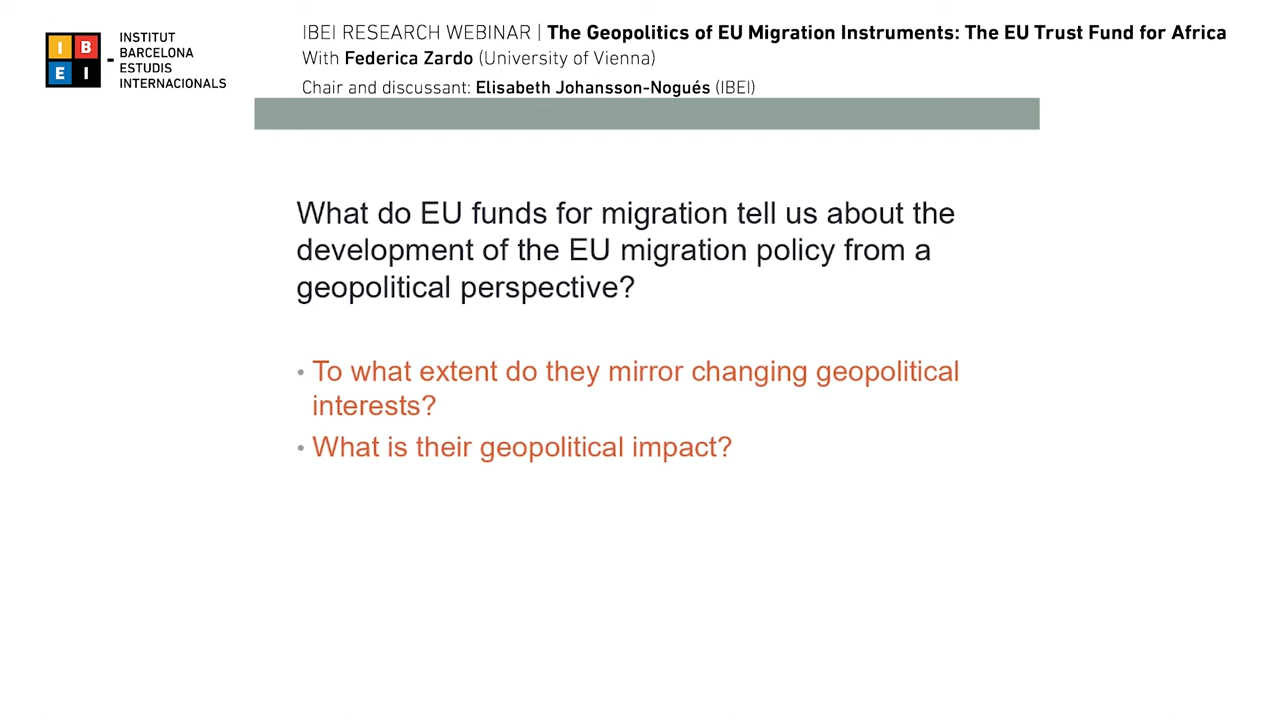 I B
E I
INSTITUT
BARCELONA
ESTUDIS
INTERNACIONALS
IBEI RESEARCH WEBINAR | The Geopolitics of EU Migration Instruments: The EU Trust Fund for Africa
With Federica Zardo (University of Vienna)
Chair and discussant: Elisabeth Johansson-Nogués (IBEI)
What do EU funds for migration tell us about the
development of the EU migration policy from a
geopolitical perspective?
• To what extent do they mirror changing geopolitical
interests?
• What is their geopolitical impact?